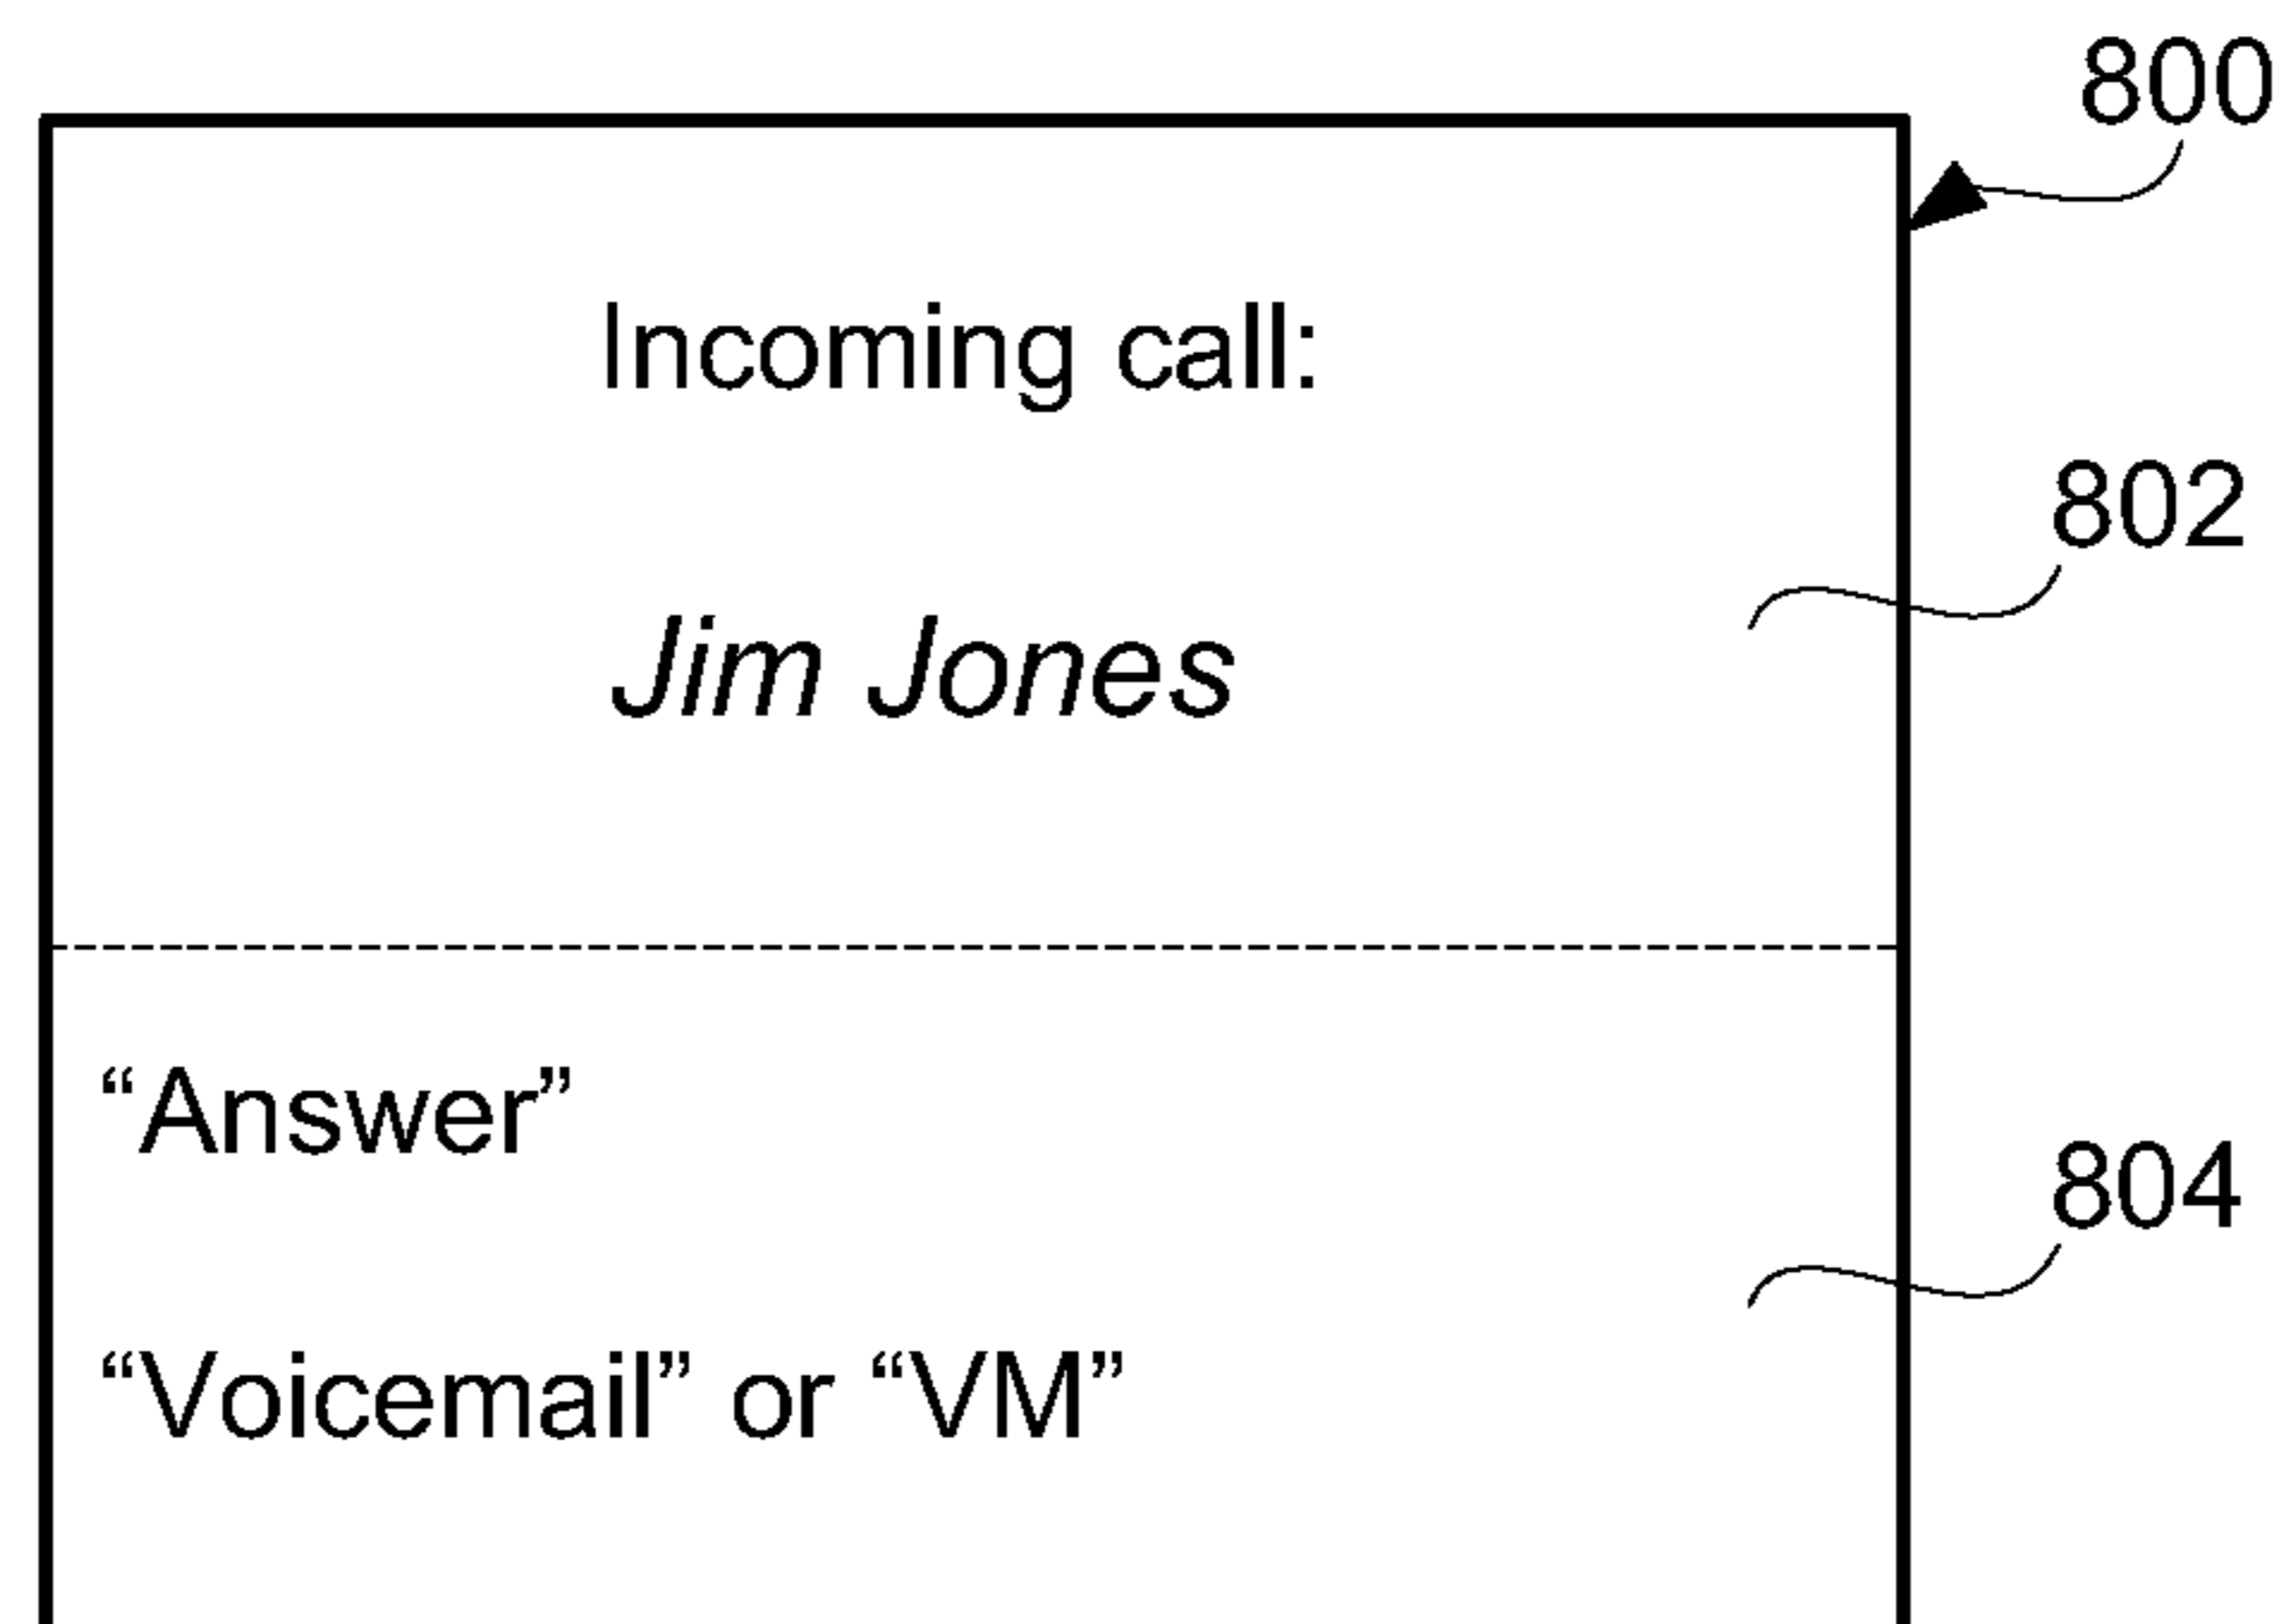 800
Incoming call:
802
Jim Jones
“Answer”
804
“Voicemail” or “VM”